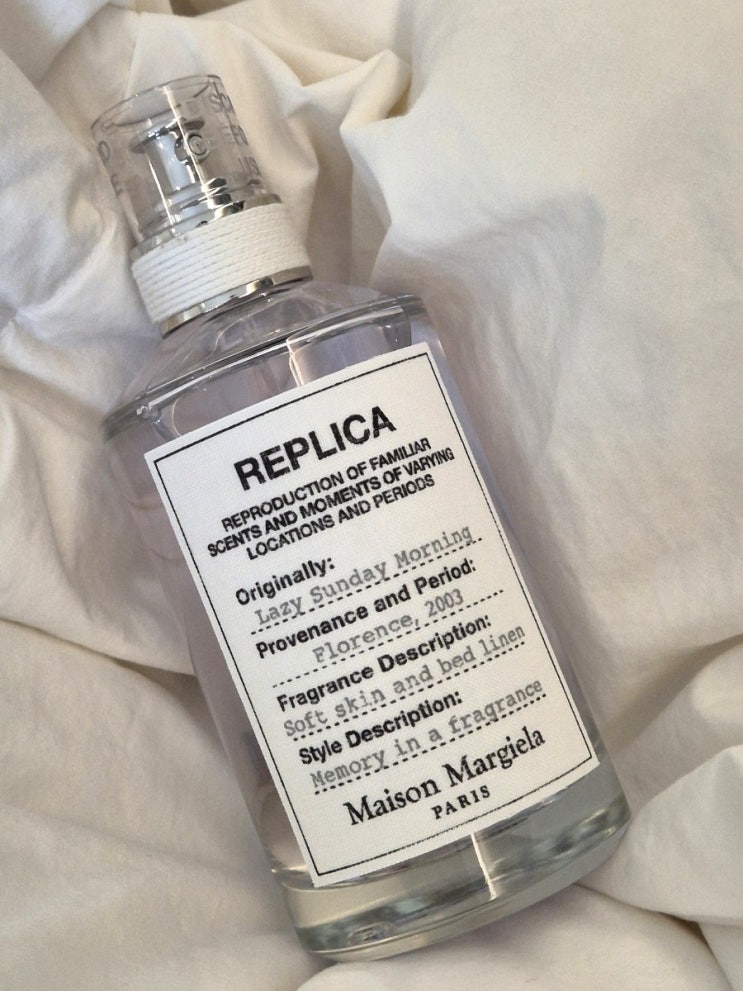 REPLICA
REPRODUCTION OF FAMILIAR
SCENTS AND MOMENTS OF VARYING
LOCATIONS AND PERIODS
Originally:
Lazy Sunday Morning
Provenance and Period:
Florence, 2003
Fragrance Description:
Soft skin and bed linen
Style Description:
Memory in a fragrance
Maison Margiela
PARIS